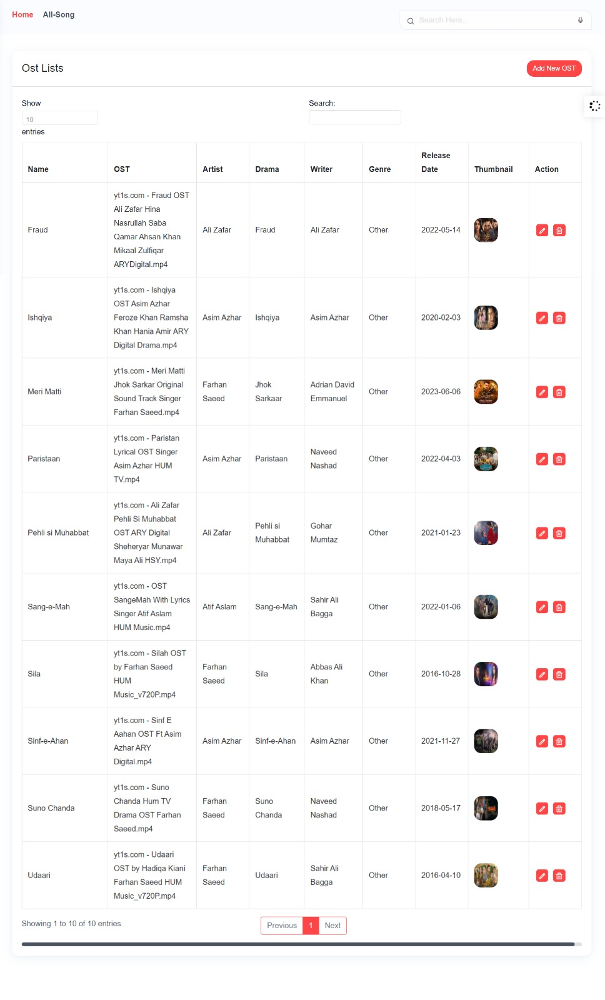 Home All-Song
Search Here..
Ost Lists
Add New OST
Show
Search:
10
entries
Name OST Artist Drama Writer Genre Release Date Thumbnail Action
Fraud
yt1s.com - Fraud OST
Ali Zafar Hina
Nasrullah Saba
Qamar Ahsan Khan
Mikaal Zulfiqar
ARYDigital.mp4
Ali Zafar
Fraud
Ali Zafar
Other
2022-05-14
Ishqiya
yt1s.com - Ishqiya
OST Asim Azhar
Feroze Khan Ramsha
Khan Hania Amir ARY
Digital Drama.mp4
Asim Azhar
Ishqiya
Asim Azhar
Other
2020-02-03
Meri Matti
yt1s.com - Meri Matti
Jhok Sarkar Original
Sound Track Singer
Farhan Saeed.mp4
Farhan
Saeed
Jhok
Sarkaar
Adrian David
Emmanuel
Other
2023-06-06
Paristaan
yt1s.com - Paristan
Lyrical OST Singer
Asim Azhar HUM
TV.mp4
Asim Azhar
Paristaan
Naveed
Nashad
Other
2022-04-03
Pehli si Muhabbat
yt1s.com - Ali Zafar
Pehli Si Muhabbat
OST ARY Digital
Sheheryar Munawar
Maya Ali HSY.mp4
Ali Zafar
Pehli si
Muhabbat
Gohar
Mumtaz
Other
2021-01-23
Sang-e-Mah
yt1s.com - OST
SangeMah With Lyrics
Singer Atif Aslam
HUM Music.mp4
Atif Aslam
Sang-e-Mah
Sahir Ali
Bagga
Other
2022-01-06
Sila
yt1s.com - Silah OST
by Farhan Saeed
HUM
Music_v720P.mp4
Farhan
Saeed
Sila
Abbas Ali
Khan
Other
2016-10-28
Sinf-e-Ahan
yt1s.com - Sinf E
Aahan OST Ft Asim
Azhar ARY
Digital.mp4
Asim Azhar
Sinf-e-Ahan
Asim Azhar
Other
2021-11-27
Suno Chanda
yt1s.com - Suno
Chanda Hum TV
Drama OST Farhan
Saeed.mp4
Farhan
Saeed
Suno
Chanda
Naveed
Nashad
Other
2018-05-17
Udaari
yt1s.com - Udaari
OST by Hadiqa Kiani
Farhan Saeed HUM
Music_v720P.mp4
Farhan
Saeed
Udaari
Sahir Ali
Bagga
Other
2016-04-10
Showing 1 to 10 of 10 entries
Previous 1 Next